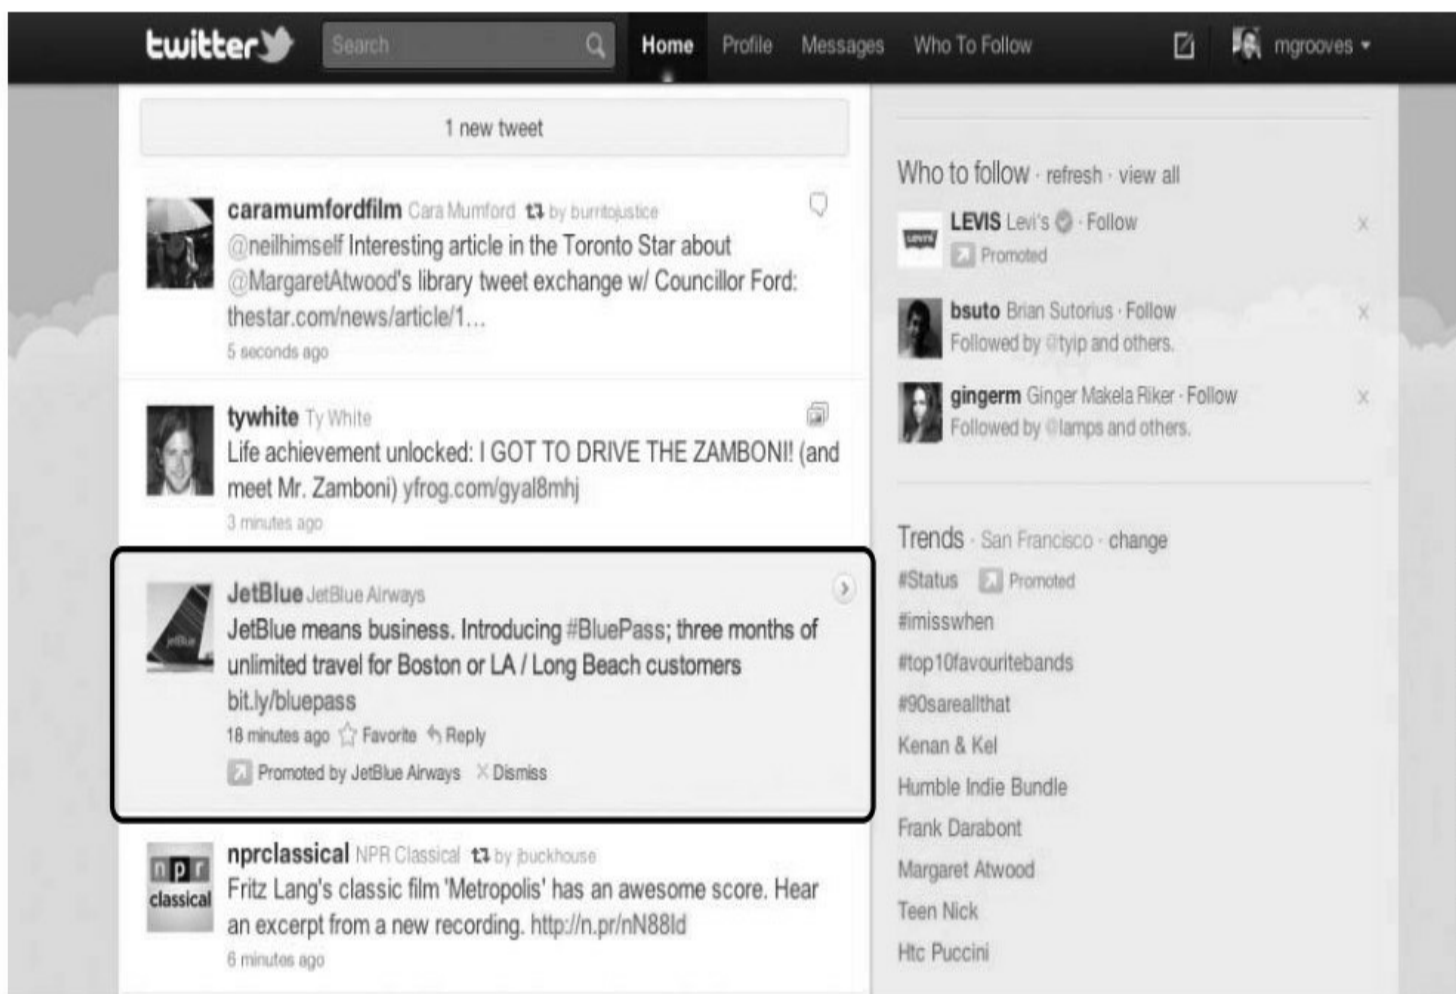 twitter Search Home Profile Messages Who To Follow mgrooves
1 new tweet
caramumfordfilm Cara Mumford by burritojustice
@neilhimself Interesting article in the Toronto Star about
@MargaretAtwood's library tweet exchange w/ Councillor Ford:
thestar.com/news/article/1...
5 seconds ago
tywhite Ty White
Life achievement unlocked: I GOT TO DRIVE THE ZAMBONI! (and
meet Mr. Zamboni) yfrog.com/gyal8mhj
3 minutes ago
JetBlue JetBlue Airways
JetBlue means business. Introducing #BluePass; three months of
unlimited travel for Boston or LA / Long Beach customers
bit.ly/bluepass
18 minutes ago Favorite Reply
Promoted by JetBlue Airways × Dismiss
jetBlue
npr
classical
nprclassical NPR Classical by jbuckhouse
Fritz Lang's classic film 'Metropolis' has an awesome score. Hear
an excerpt from a new recording. http://n.pr/nN88Id
6 minutes ago
Who to follow · refresh · view all
LEVI'S
LEVIS Levi's · Follow ×
Promoted
bsuto Brian Sutorius · Follow ×
Followed by @tyip and others.
gingerm Ginger Makela Riker · Follow ×
Followed by @lamps and others.
Trends · San Francisco · change
#Status Promoted
#imisswhen
#top10favouritebands
#90sareallthat
Kenan & Kel
Humble Indie Bundle
Frank Darabont
Margaret Atwood
Teen Nick
Htc Puccini